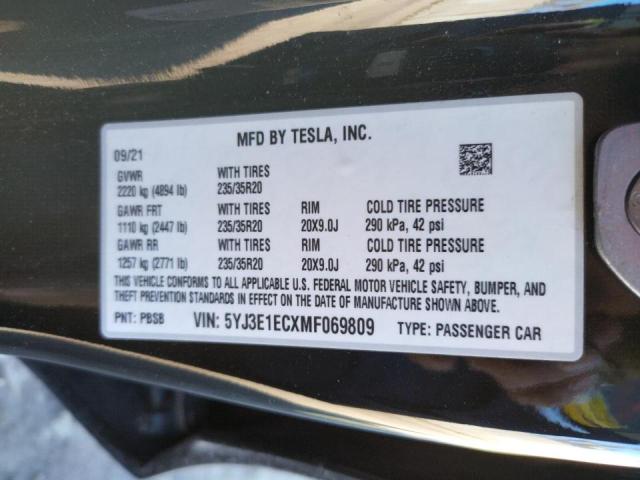 MFD BY TESLA, INC.
09/21
GVWR WITH TIRES
2220 kg (4894 lb) 235/35R20
GAWR FRT WITH TIRES RIM COLD TIRE PRESSURE
1110 kg (2447 lb) 235/35R20 20X9.0J 290 kPa, 42 psi
GAWR RR WITH TIRES RIM COLD TIRE PRESSURE
1257 kg (2771 lb) 235/35R20 20X9.0J 290 kPa, 42 psi
THIS VEHICLE CONFORMS TO ALL APPLICABLE U.S. FEDERAL MOTOR VEHICLE SAFETY, BUMPER, AND
THEFT PREVENTION STANDARDS IN EFFECT ON THE DATE OF MANUFACTURE SHOWN ABOVE.
PNT: PBSB VIN: 5YJ3E1ECXMF069809 TYPE: PASSENGER CAR